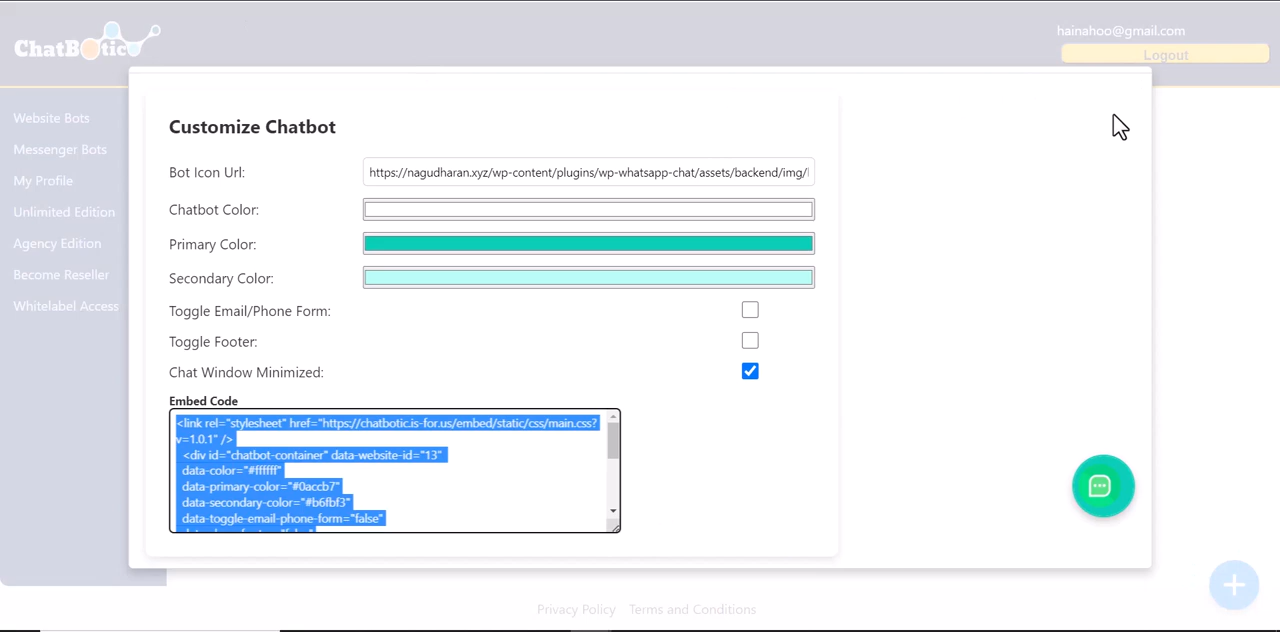 ChatBotic
hainahoo@gmail.com
Logout
Website Bots
Messenger Bots
My Profile
Unlimited Edition
Agency Edition
Become Reseller
Whitelabel Access
Customize Chatbot
Bot Icon Url:
https://nagudharan.xyz/wp-content/plugins/wp-whatsapp-chat/assets/backend/img/
Chatbot Color:
Primary Color:
Secondary Color:
Toggle Email/Phone Form:
Toggle Footer:
Chat Window Minimized:
Embed Code
<link rel="stylesheet" href="https://chatbotic.is-for.us/embed/static/css/main.css?
v=1.0.1" />
<div id="chatbot-container" data-website-id="13"
data-color="#ffffff"
data-primary-color="#0accb7"
data-secondary-color="#b6fbf3"
data-toggle-email-phone-form="false"
Privacy Policy Terms and Conditions